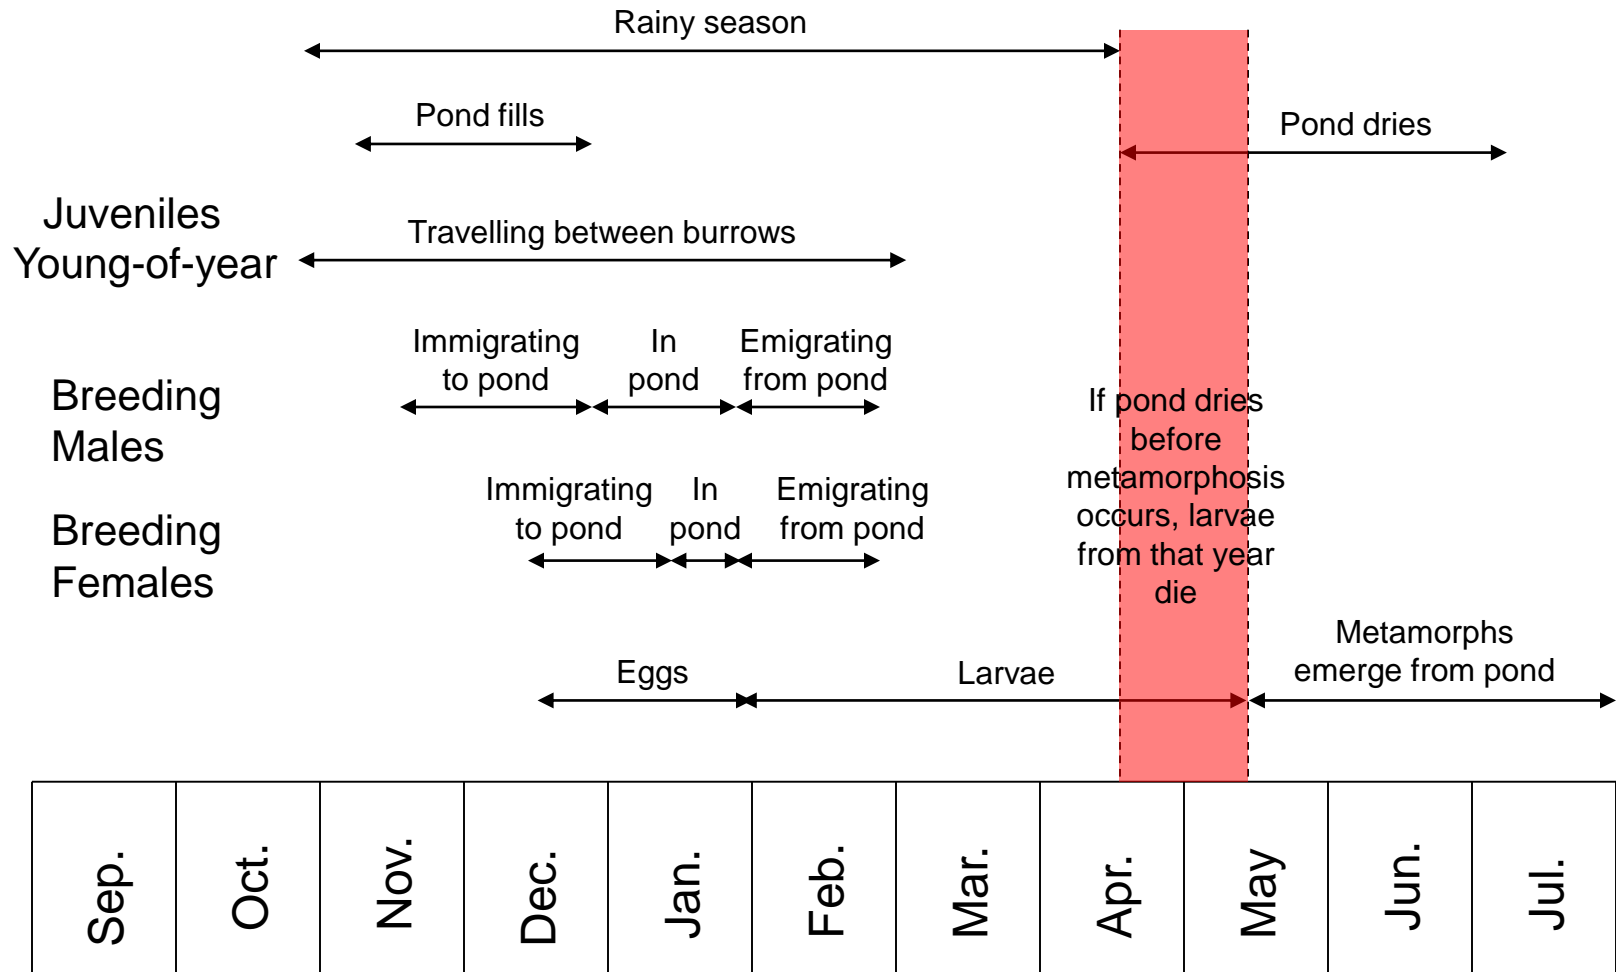 Rainy season
Pond fills
Pond dries
Juveniles
Young-of-year
Travelling between burrows
Breeding
Males
Immigrating
to pond
In
pond
Emigrating
from pond
Breeding
Females
Immigrating
to pond
In
pond
Emigrating
from pond
If pond dries
before
metamorphosis
occurs, larvae
from that year
die
Eggs
Larvae
Metamorphs
emerge from pond
Sep.
Oct.
Nov.
Dec.
Jan.
Feb.
Mar.
Apr.
May
Jun.
Jul.